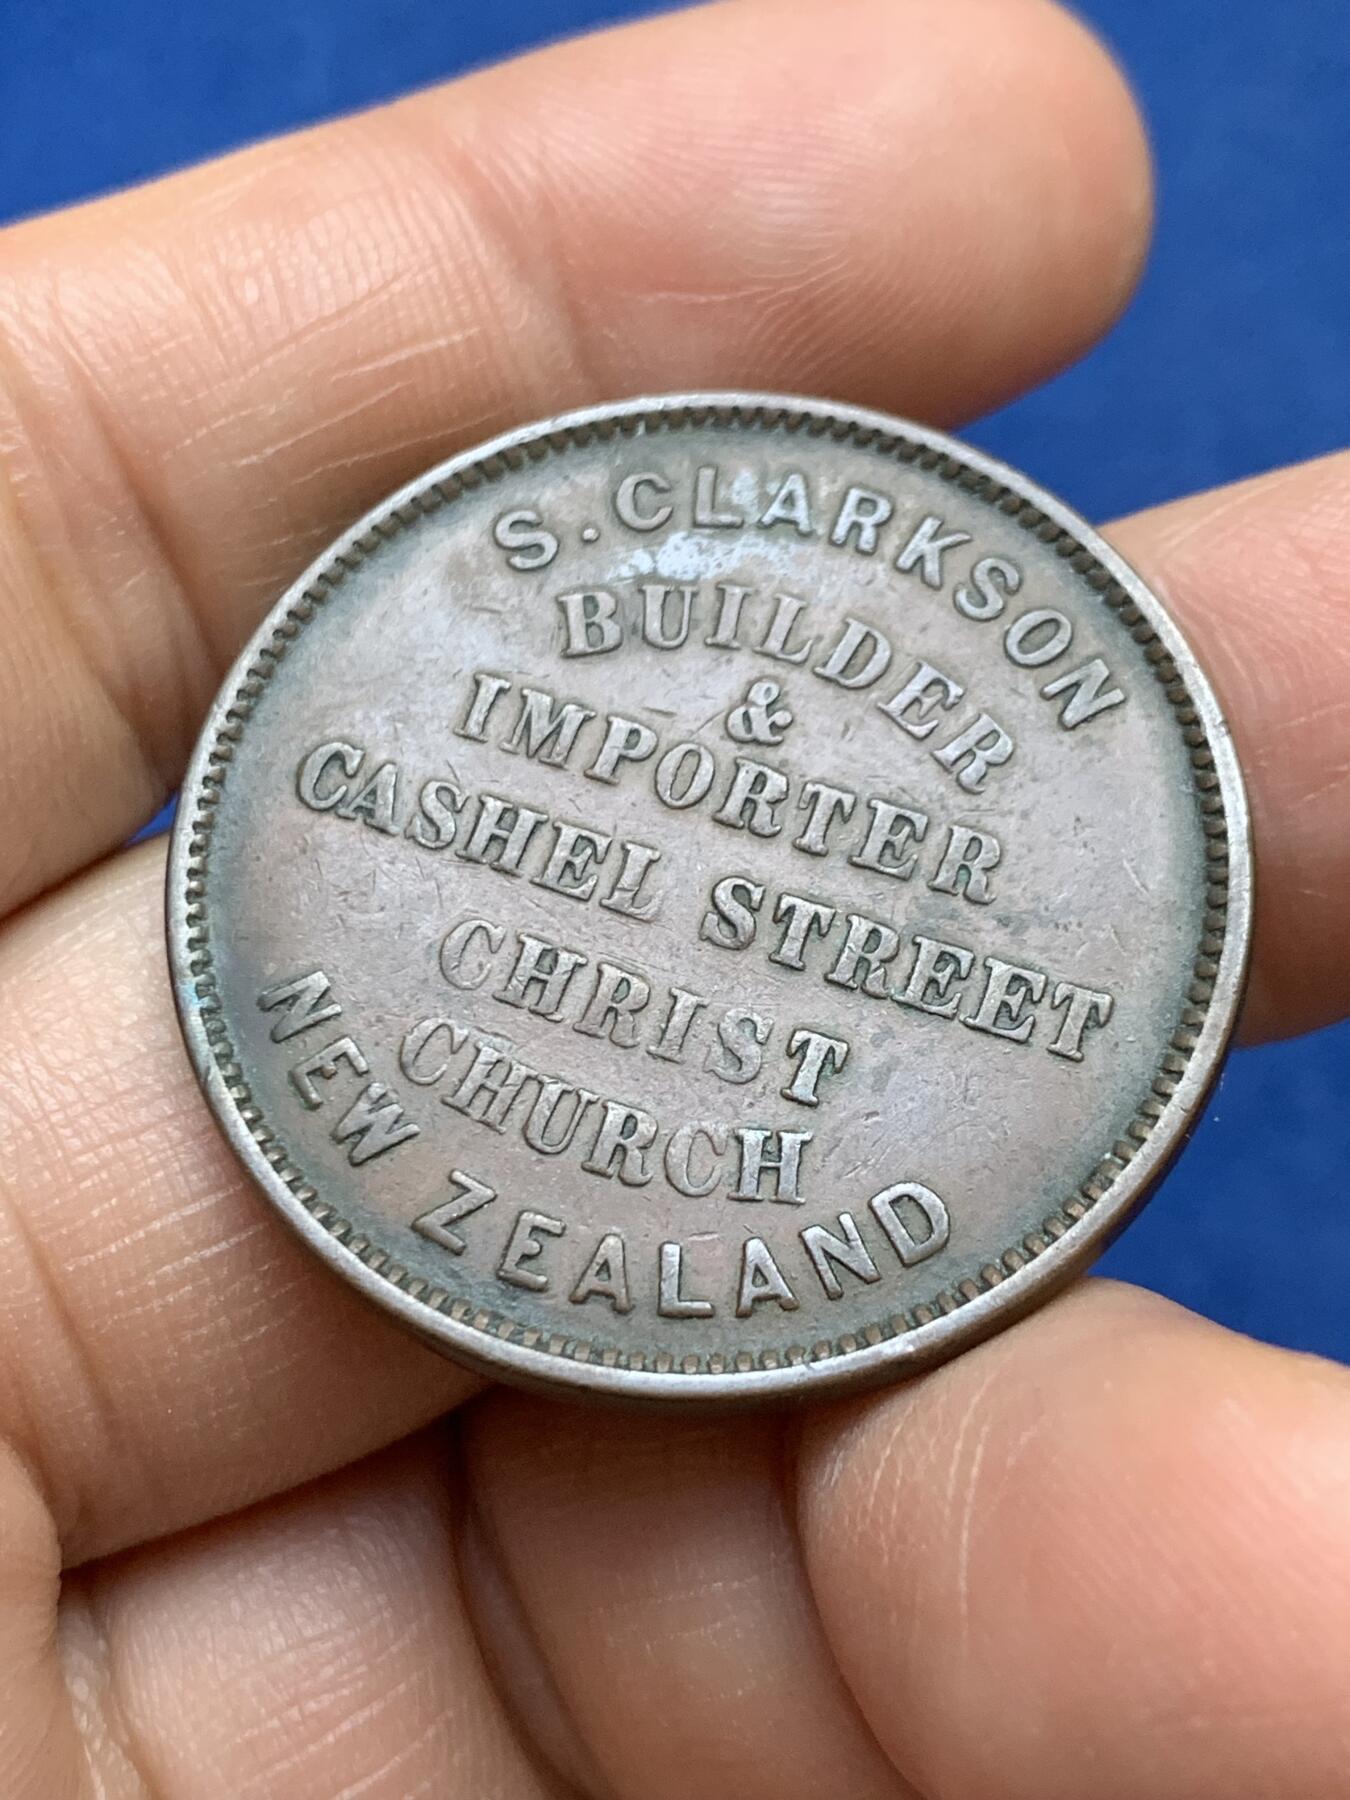 S. CLARKSON
BUILDER
&
IMPORTER
CASHEL STREET
CHRIST
CHURCH
NEW ZEALAND